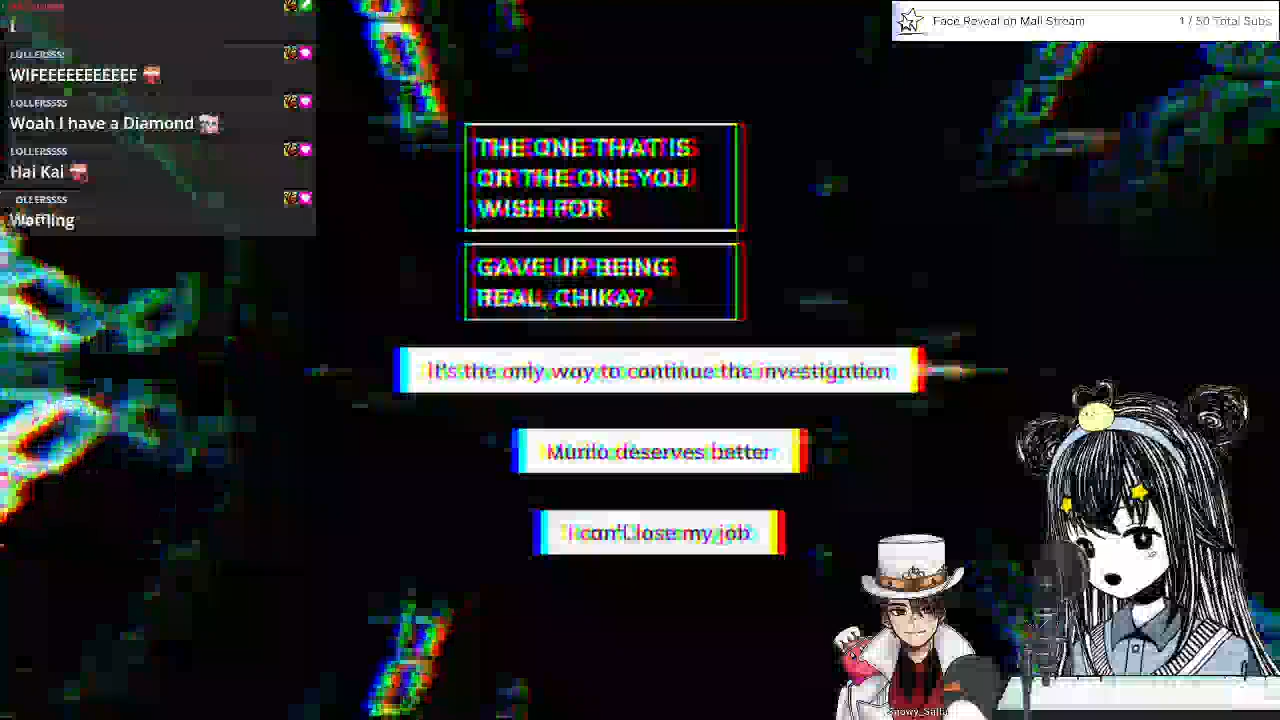 L
LOLLERSSSS
WIFEEEEEEEEEEE
LOLLERSSSS
Woah I have a Diamond
LOLLERSSSS
Hai Kai
OLLERSSSS
Face Reveal on Mall Stream
1 / 50 Total Subs
THE ONE THAT IS
OR THE ONE YOU
WISH FOR
GAVE UP BEING
REAL, CHIKA?
It's the only way to continue the investigation
Murilo deserves better
I can't lose my job